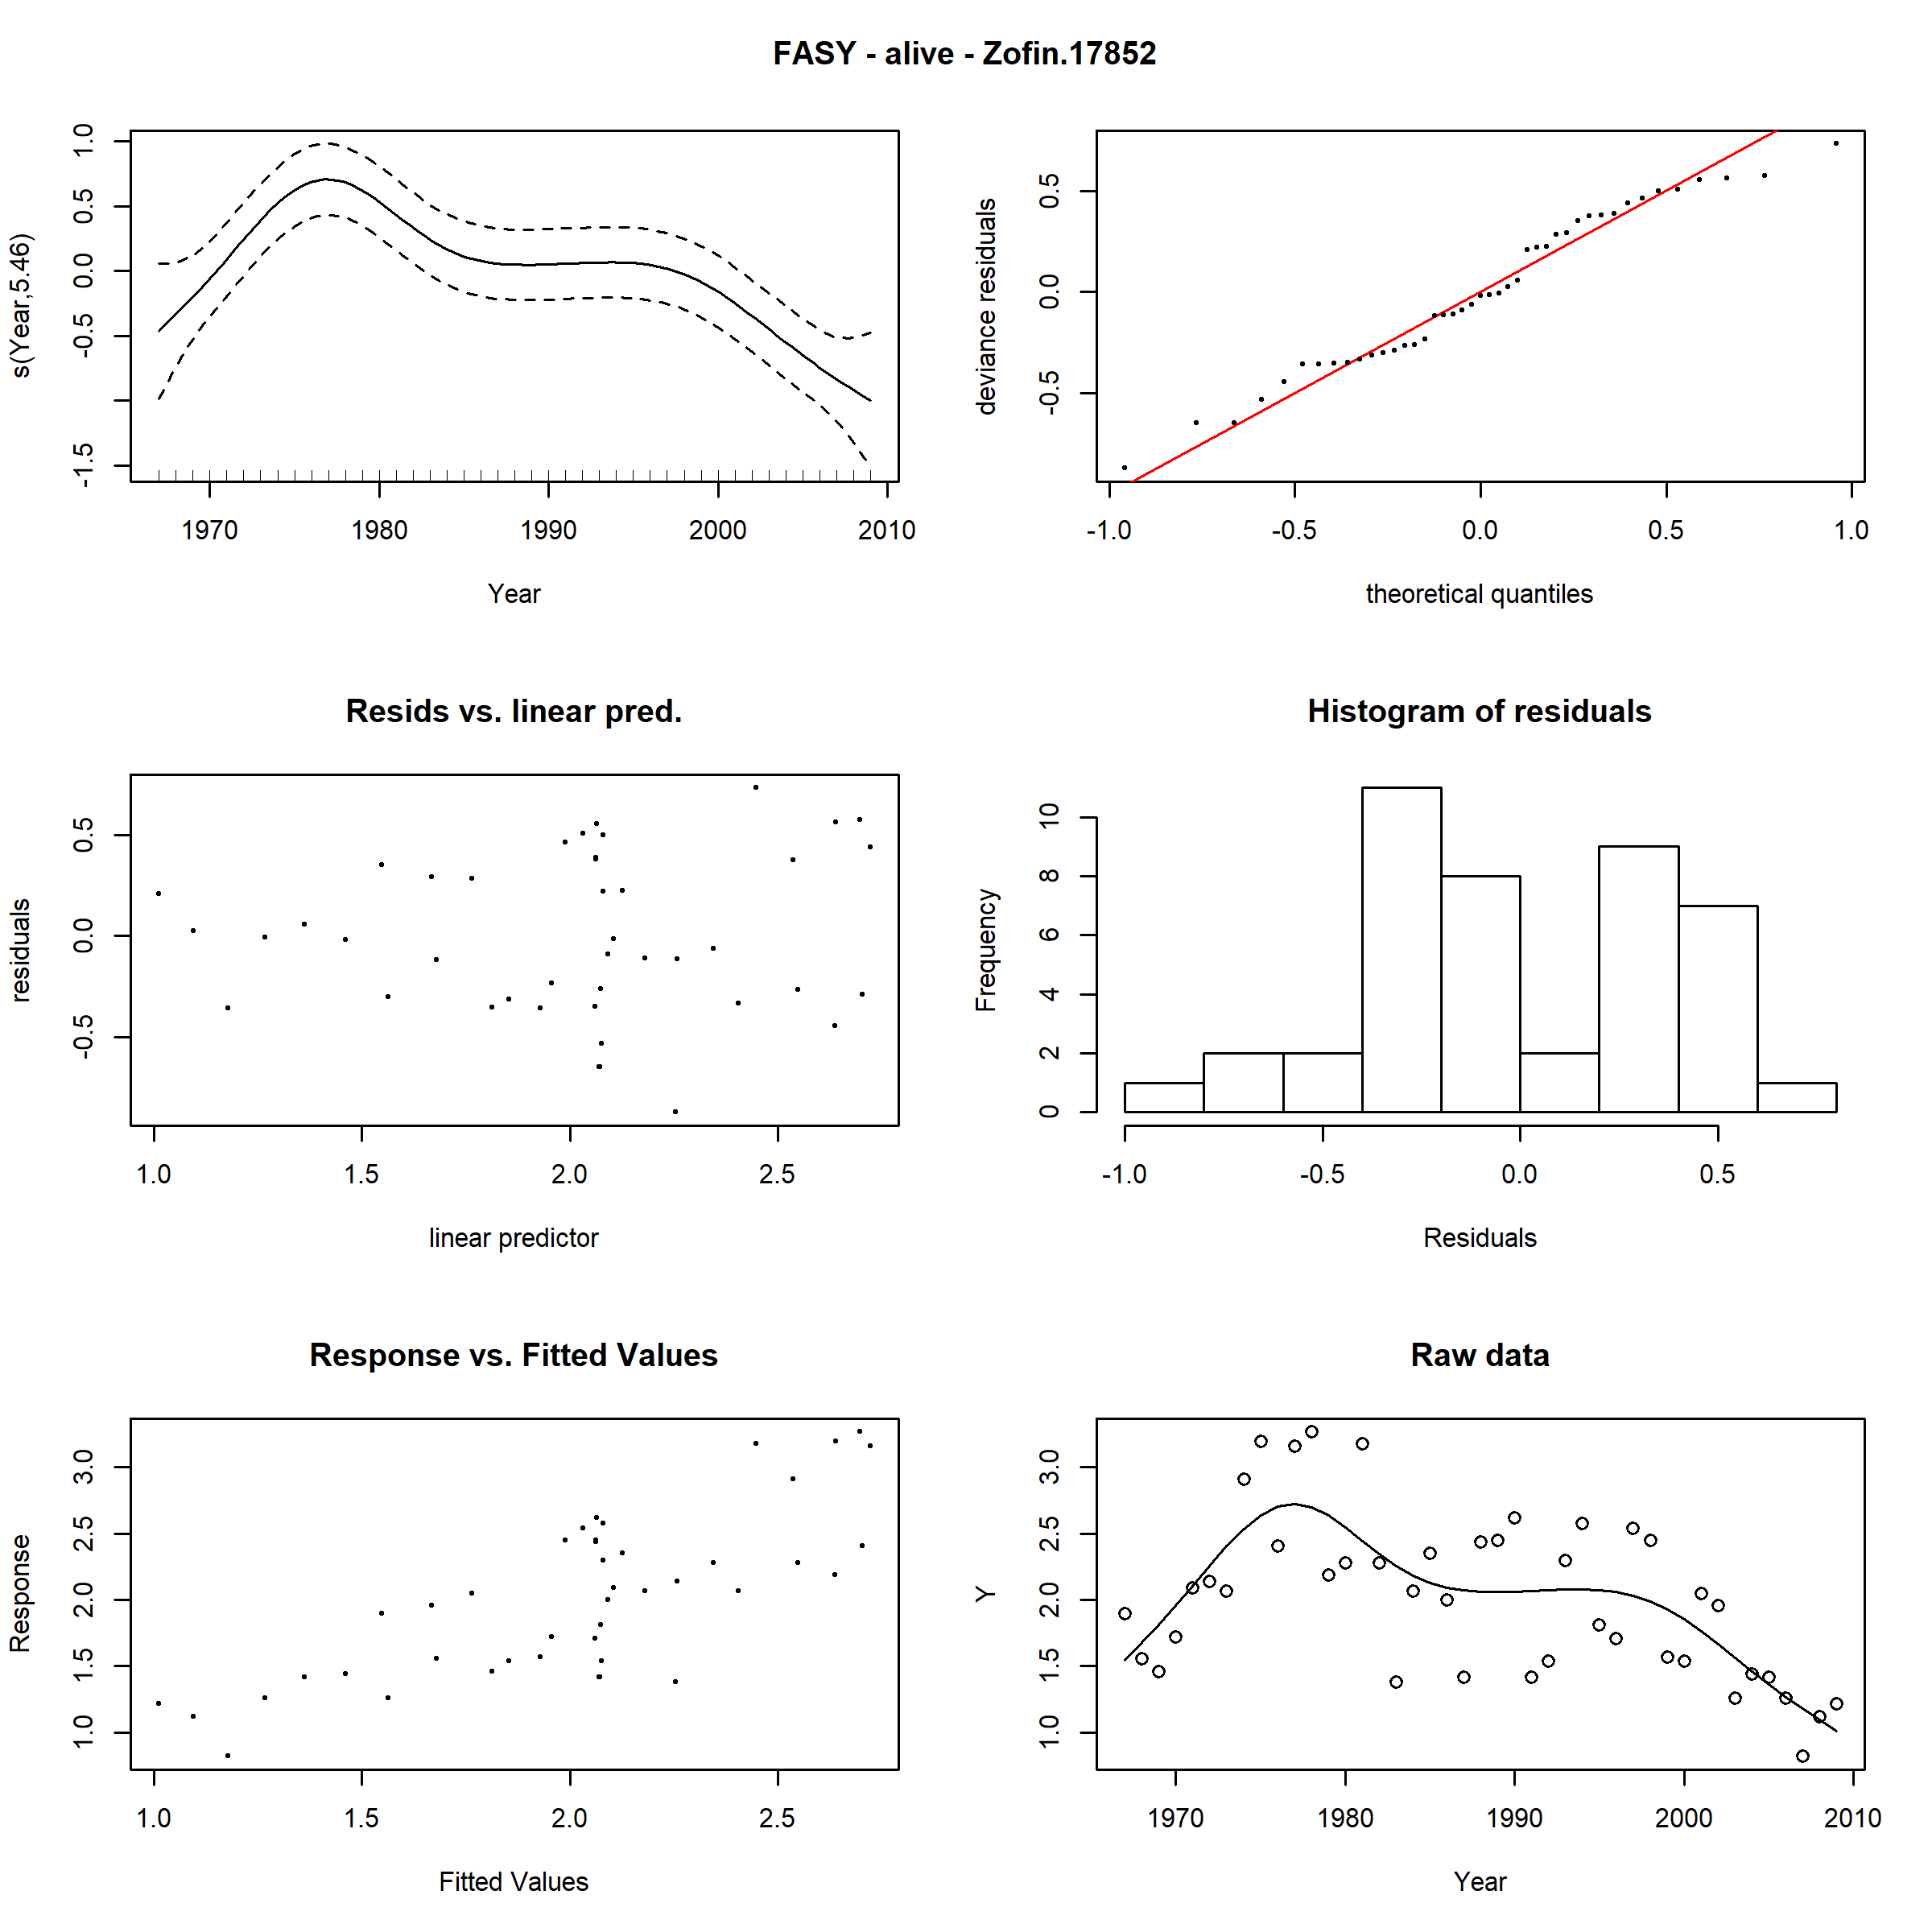 FASY - alive - Zofin.17852
s(Year,5.46)
1.0
0.5
0.0
-0.5
-1.5
1970 1980 1990 2000 2010
Year
deviance residuals
0.5
0.0
-0.5
-1.0 -0.5 0.0 0.5 1.0
theoretical quantiles
Resids vs. linear pred.
residuals
0.5
0.0
-0.5
1.0 1.5 2.0 2.5
linear predictor
Histogram of residuals
Frequency
10
8
6
4
2
0
-1.0 -0.5 0.0 0.5
Residuals
Response vs. Fitted Values
Response
3.0
2.5
2.0
1.5
1.0
1.0 1.5 2.0 2.5
Fitted Values
Raw data
Y
3.0
2.5
2.0
1.5
1.0
1970 1980 1990 2000 2010
Year